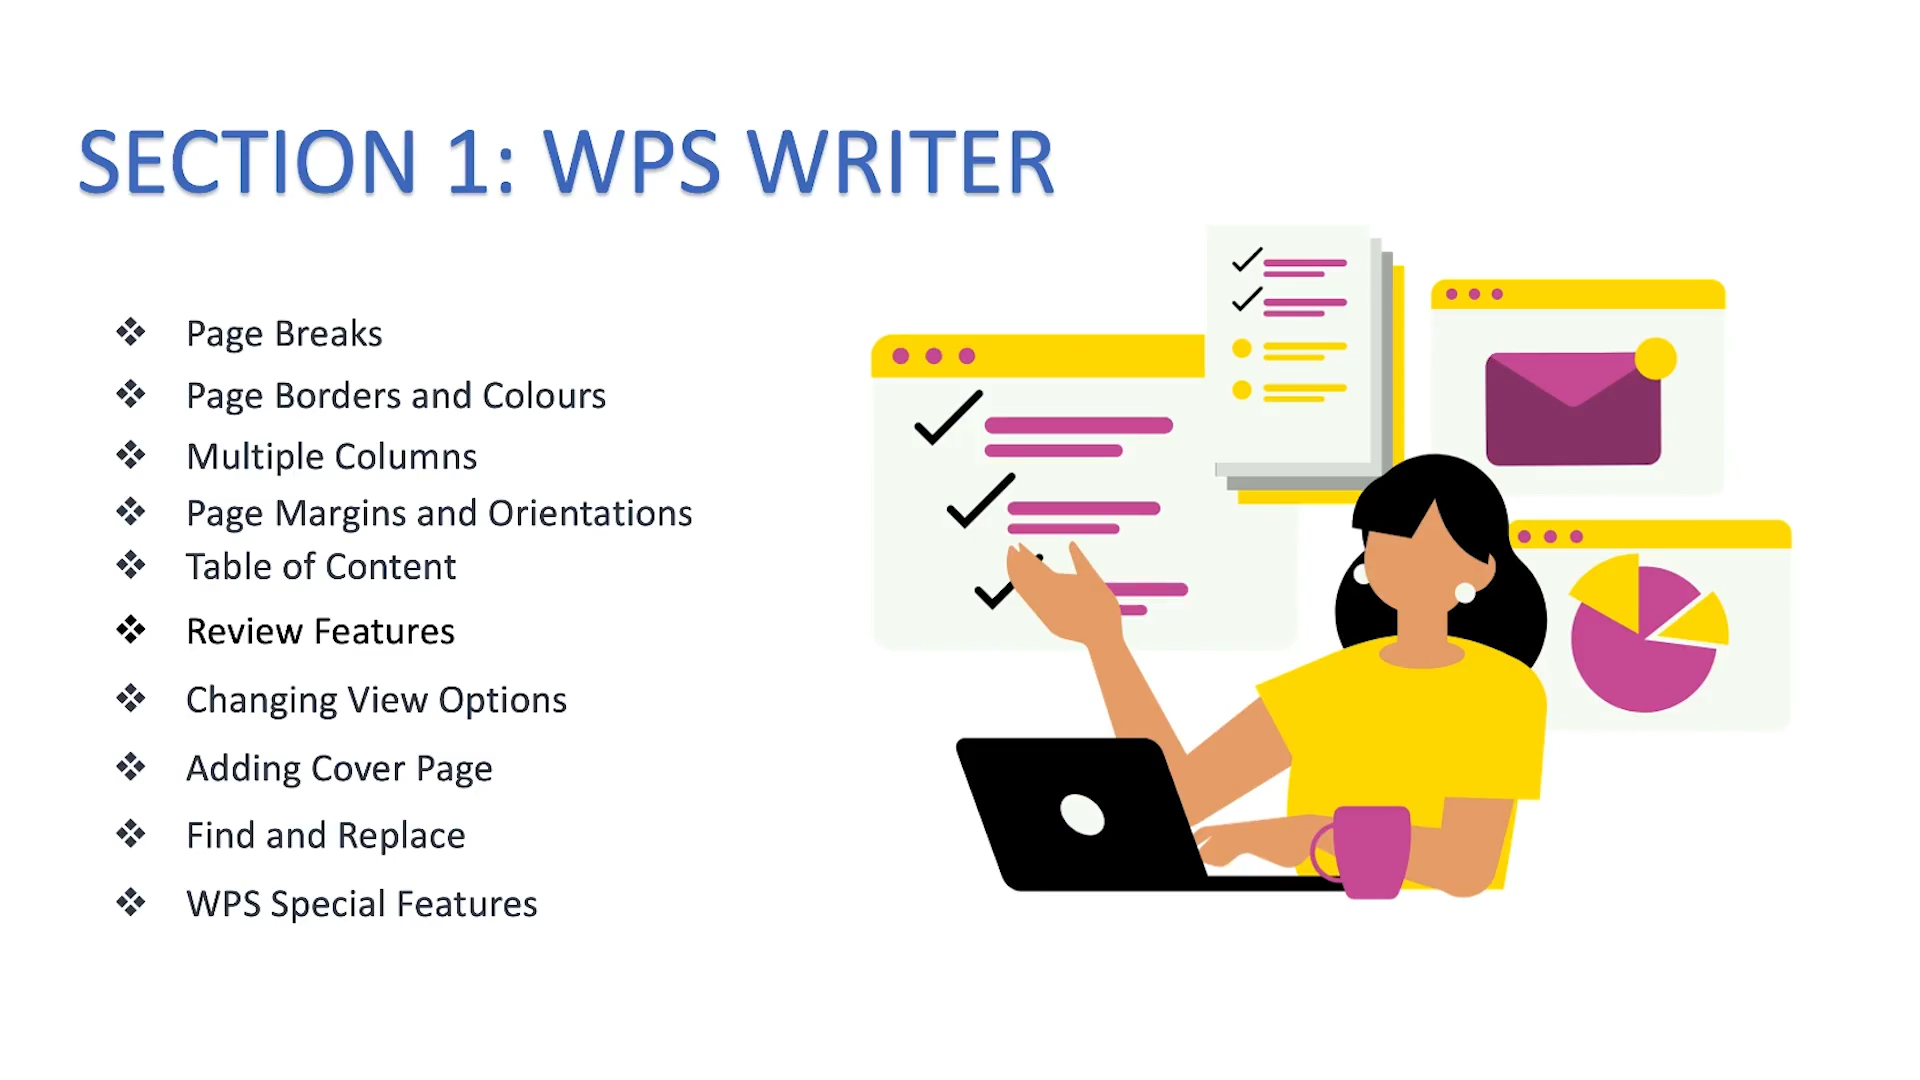 SECTION 1: WPS WRITER
❖ Page Breaks
❖ Page Borders and Colours
❖ Multiple Columns
❖ Page Margins and Orientations
❖ Table of Content
❖ Review Features
❖ Changing View Options
❖ Adding Cover Page
❖ Find and Replace
❖ WPS Special Features